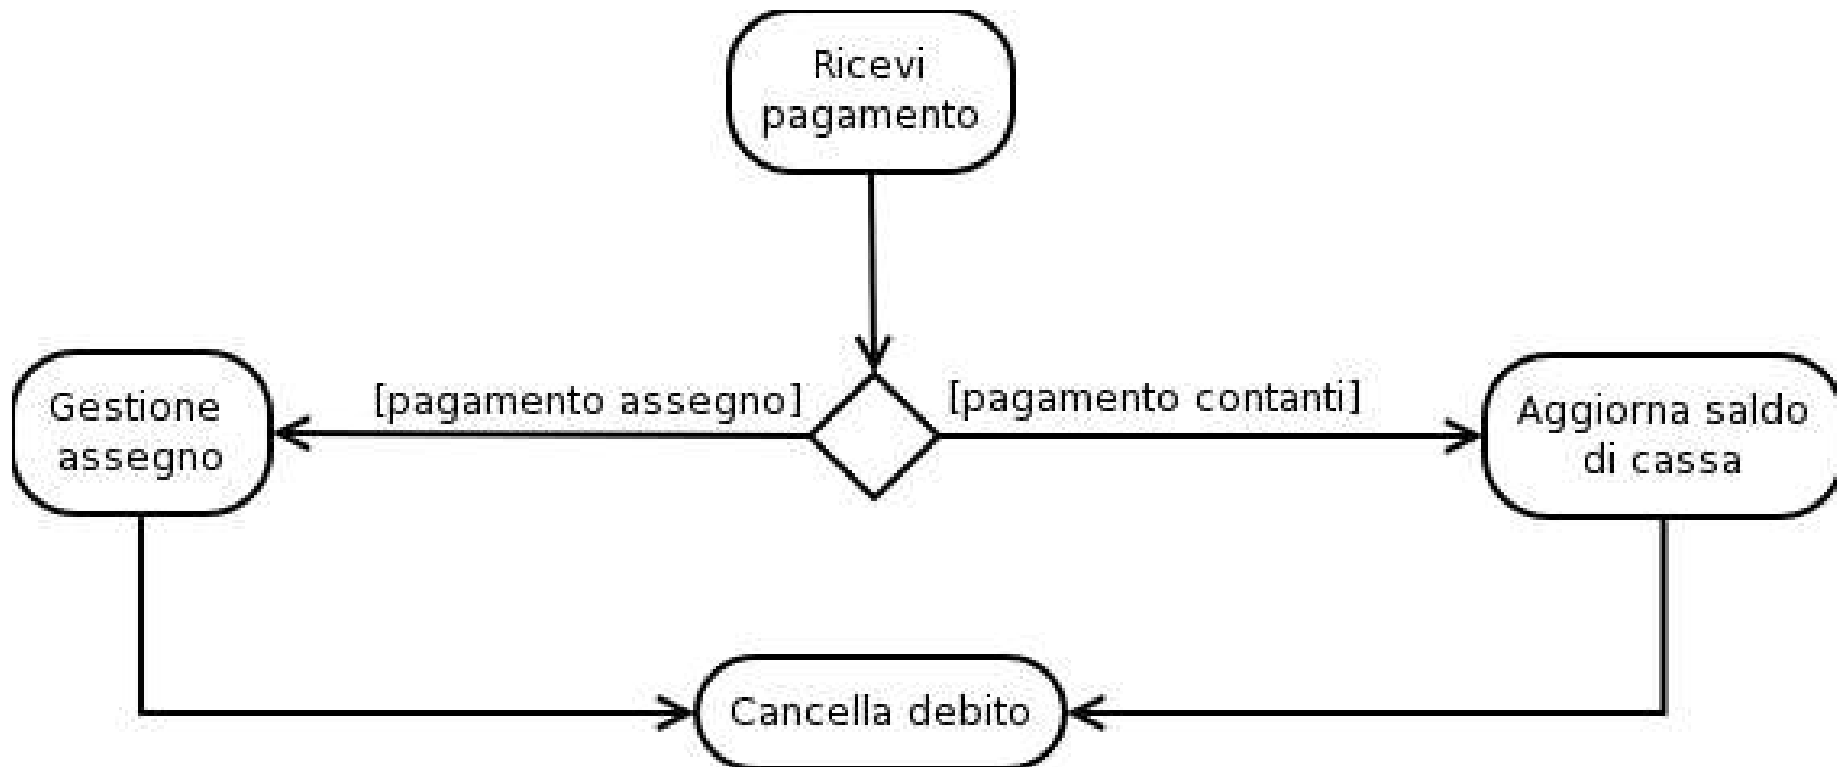 Ricevi
pagamento
[pagamento assegno]
[pagamento contanti]
Gestione
assegno
Aggiorna saldo
di cassa
Cancella debito